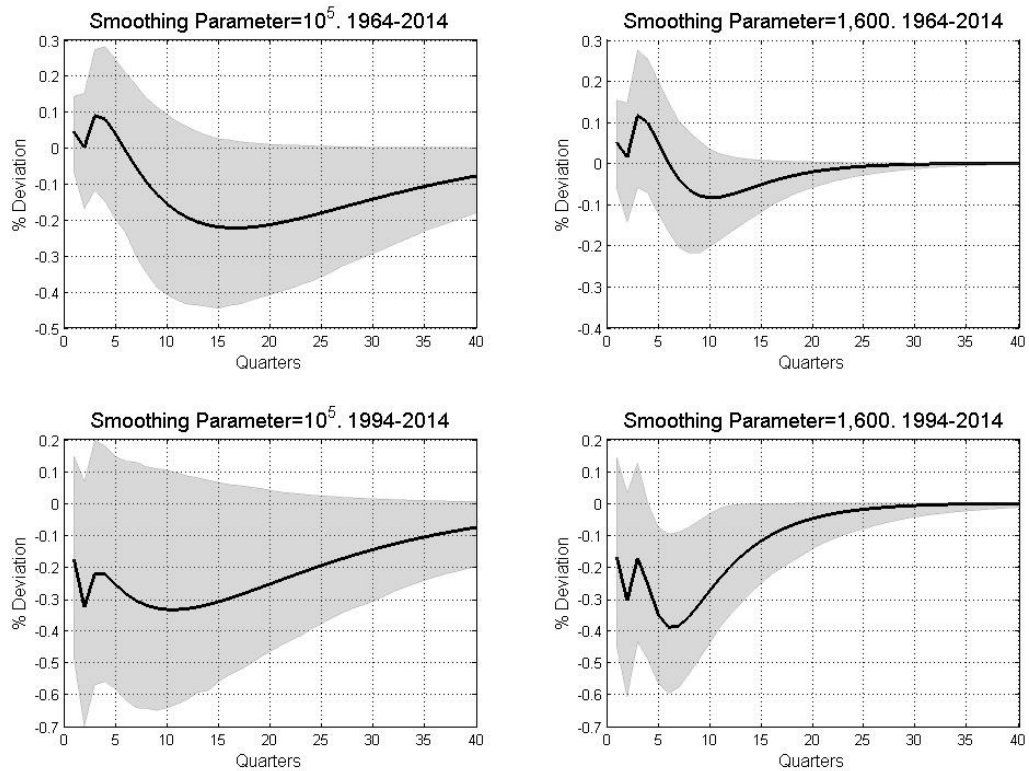 Smoothing Parameter=10^5. 1964-2014
0.3
0.2
0.1
0
-0.1
-0.2
-0.3
-0.4
-0.5
% Deviation
0 5 10 15 20 25 30 35 40
Quarters
Smoothing Parameter=1,600. 1964-2014
0.3
0.2
0.1
0
-0.1
-0.2
-0.3
-0.4
% Deviation
0 5 10 15 20 25 30 35 40
Quarters
Smoothing Parameter=10^5. 1994-2014
0.2
0.1
0
-0.1
-0.2
-0.3
-0.4
-0.5
-0.6
-0.7
% Deviation
0 5 10 15 20 25 30 35 40
Quarters
Smoothing Parameter=1,600. 1994-2014
0.2
0.1
0
-0.1
-0.2
-0.3
-0.4
-0.5
-0.6
-0.7
% Deviation
0 5 10 15 20 25 30 35 40
Quarters